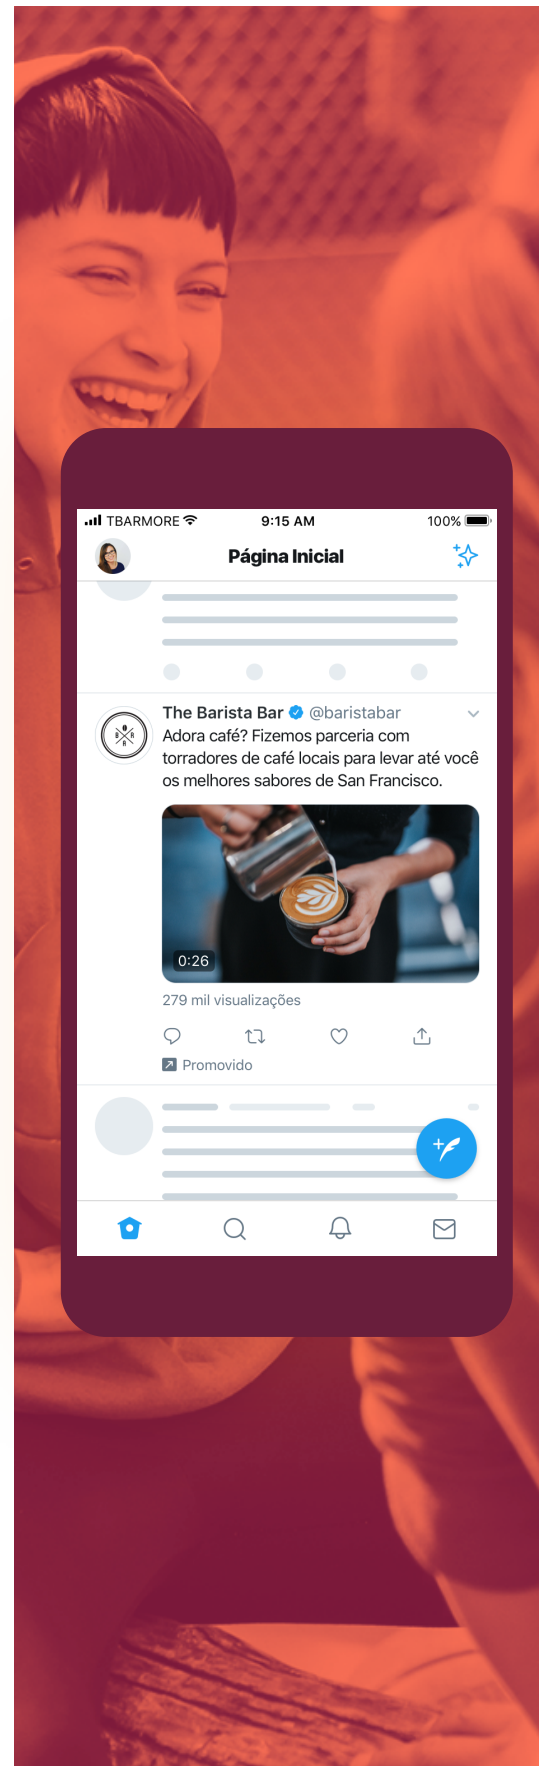 TBARMORE 9:15 AM 100%
Página Inicial
The Barista Bar @baristabar
Adora café? Fizemos parceria com
torradores de café locais para levar até você
os melhores sabores de San Francisco.
B R
A R
0:26
279 mil visualizações
Promovido